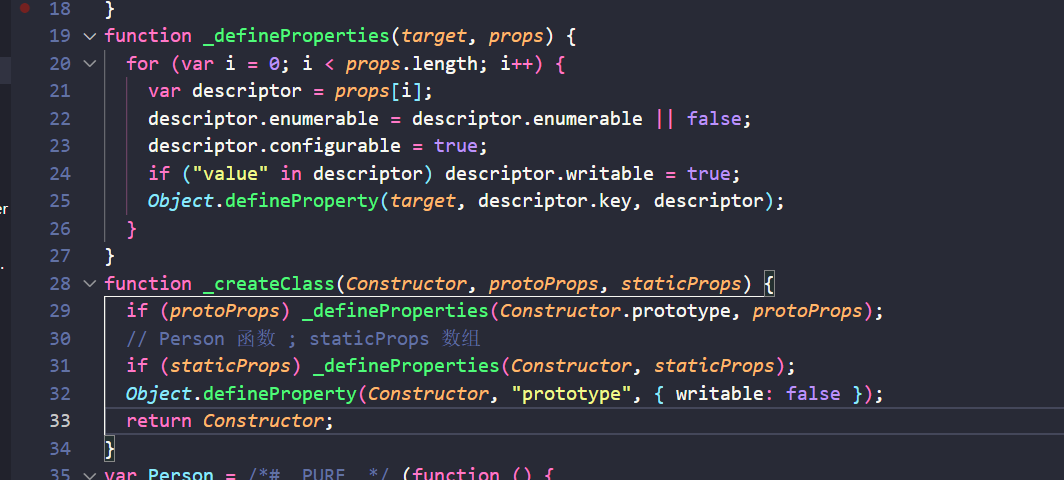 18 }
19 function _defineProperties(target, props) {
20 for (var i = 0; i < props.length; i++) {
21 var descriptor = props[i];
22 descriptor.enumerable = descriptor.enumerable || false;
23 descriptor.configurable = true;
24 if ("value" in descriptor) descriptor.writable = true;
25 Object.defineProperty(target, descriptor.key, descriptor);
er
26 }
27 }
.
28 function _createClass(Constructor, protoProps, staticProps) {
29 if (protoProps) _defineProperties(Constructor.prototype, protoProps);
30 // Person 函数 ; staticProps 数组
31 if (staticProps) _defineProperties(Constructor, staticProps);
32 Object.defineProperty(Constructor, "prototype", { writable: false });
33 return Constructor;
34 }
35 var Person = /*#__PURE__*/ (function () {